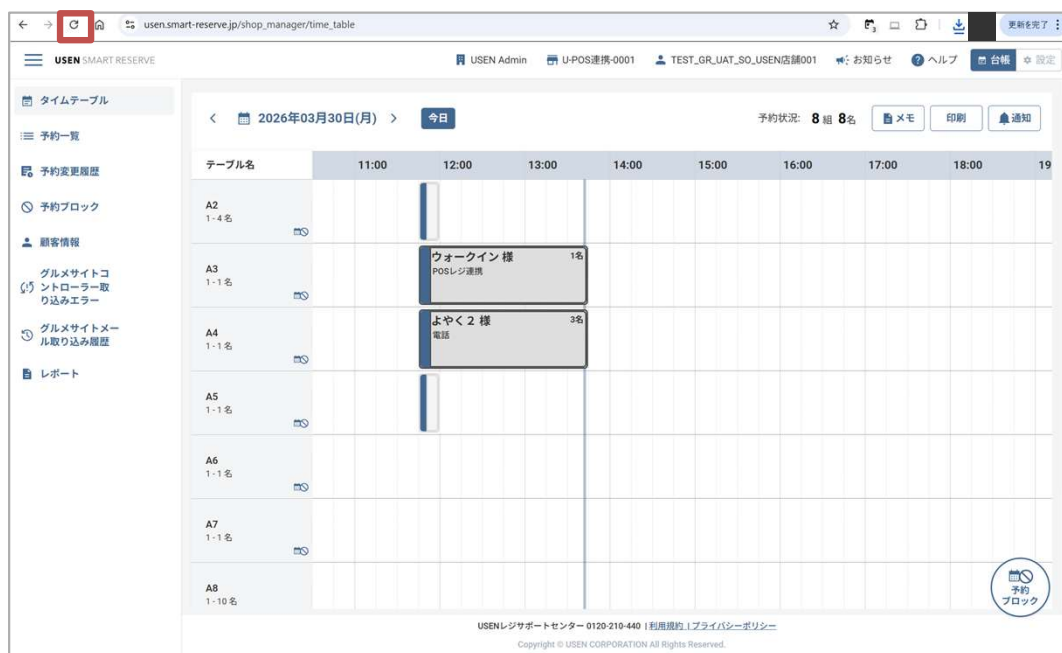 usen.smart-reserve.jp/shop_manager/time_table
更新を完了
USEN SMART RESERVE
USEN Admin
U-POS連携-0001
TEST_GR_UAT_SO_USEN店舗001
お知らせ
ヘルプ
台帳
設定
タイムテーブル
予約一覧
予約変更履歴
予約ブロック
顧客情報
グルメサイトコ
ントローラー取
り込みエラー
グルメサイトメー
ル取り込み履歴
レポート
2026年03月30日(月)
今日
予約状況: 8 組 8名
メモ
印刷
通知
テーブル名 11:00 12:00 13:00 14:00 15:00 16:00 17:00 18:00 19
A2
1 - 4 名
A3
1 - 1 名
ウォークイン 様 1名
POSレジ連携
A4
1 - 1 名
よやく2 様 3名
電話
A5
1 - 1 名
A6
1 - 1 名
A7
1 - 1 名
A8
1 - 10 名
予約
ブロック
USENレジサポートセンター 0120-210-440 | 利用規約 | プライバシーポリシー
Copyright © USEN CORPORATION All Rights Reserved.